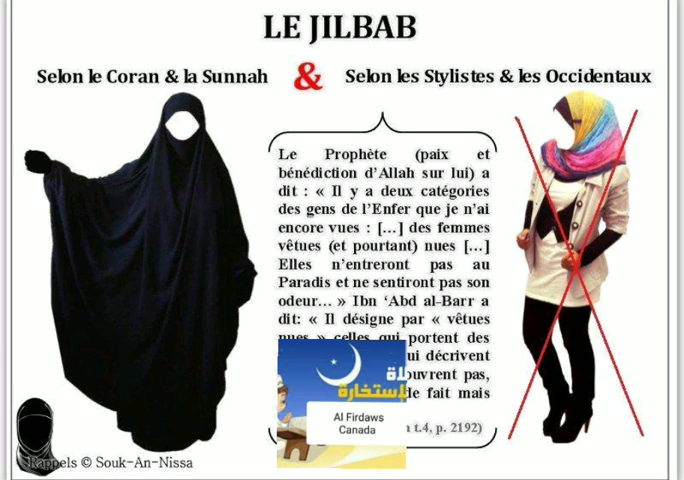 LE JILBAB
Selon le Coran & la Sunnah
&
Selon les Stylistes & les Occidentaux
Le Prophète (paix et
bénédiction d'Allah sur lui) a
dit : « Il y a deux catégories
des gens de l'Enfer que je n'ai
encore vues : […] des femmes
vêtues (et pourtant) nues […]
Elles n'entreront pas au
Paradis et ne sentiront pas son
odeur… » Ibn 'Abd al-Barr a
dit: « Il désigne par « vêtues
nues » celles qui portent des
décrivent
pas,
de fait mais
t.4, p. 2192)
الإستخارة
Al Firdaws
Canada
Rappels © Souk-An-Nissa